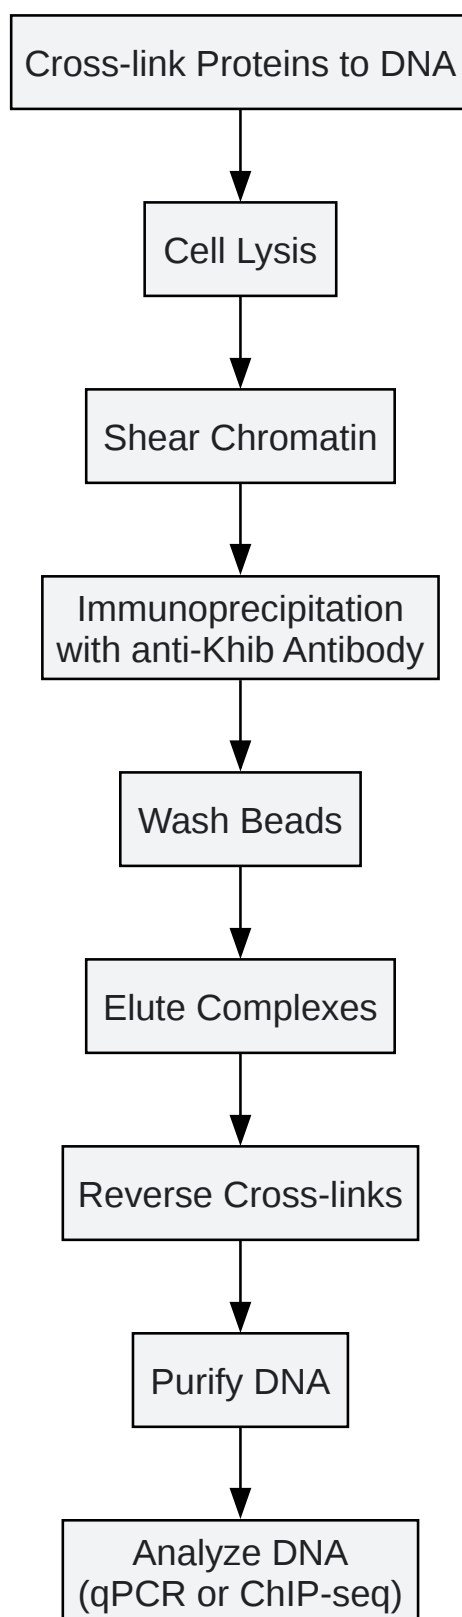 Cross-link Proteins to DNA
Cell Lysis
Shear Chromatin
Immunoprecipitation
with anti-Khib Antibody
Wash Beads
Elute Complexes
Reverse Cross-links
Purify DNA
Analyze DNA
(qPCR or ChIP-seq)